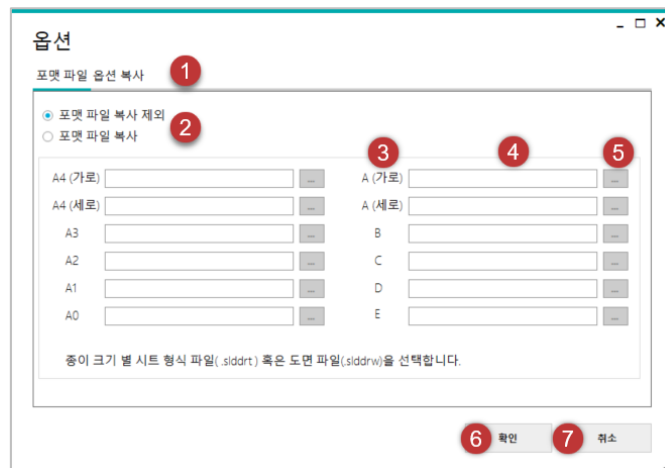 옵션
포맷 파일 옵션 복사 1
포맷 파일 복사 제외
포맷 파일 복사 2
3 4 5
A4 (가로) ... A (가로) ...
A4 (세로) ... A (세로) ...
A3 ... B ...
A2 ... C ...
A1 ... D ...
A0 ... E ...
종이 크기 별 시트 형식 파일( .slddrt ) 혹은 도면 파일(.slddrw)을 선택합니다.
6 확인 7 취소